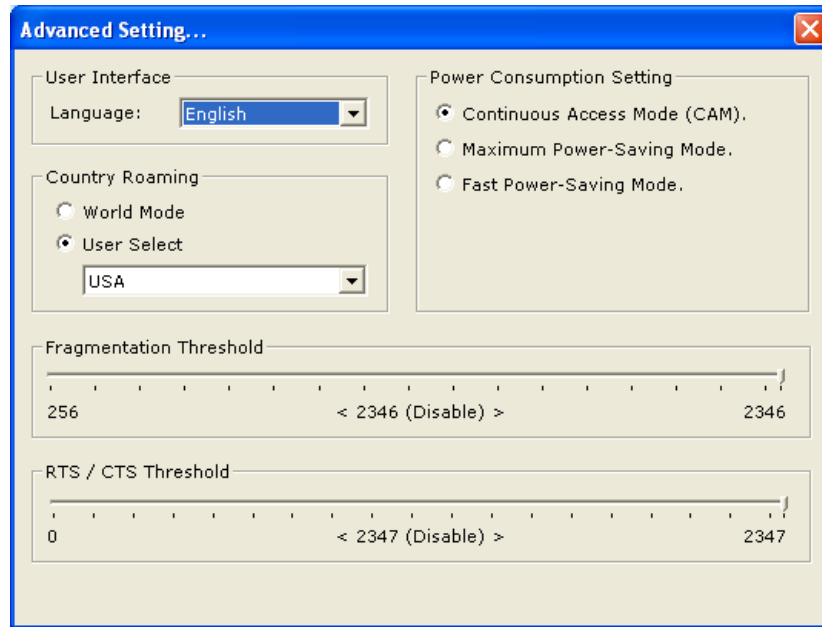 Advanced Setting...
User Interface
Language: English
Country Roaming
World Mode
User Select
USA
Power Consumption Setting
Continuous Access Mode (CAM).
Maximum Power-Saving Mode.
Fast Power-Saving Mode.
Fragmentation Threshold
256 < 2346 (Disable) > 2346
RTS / CTS Threshold
0 < 2347 (Disable) > 2347